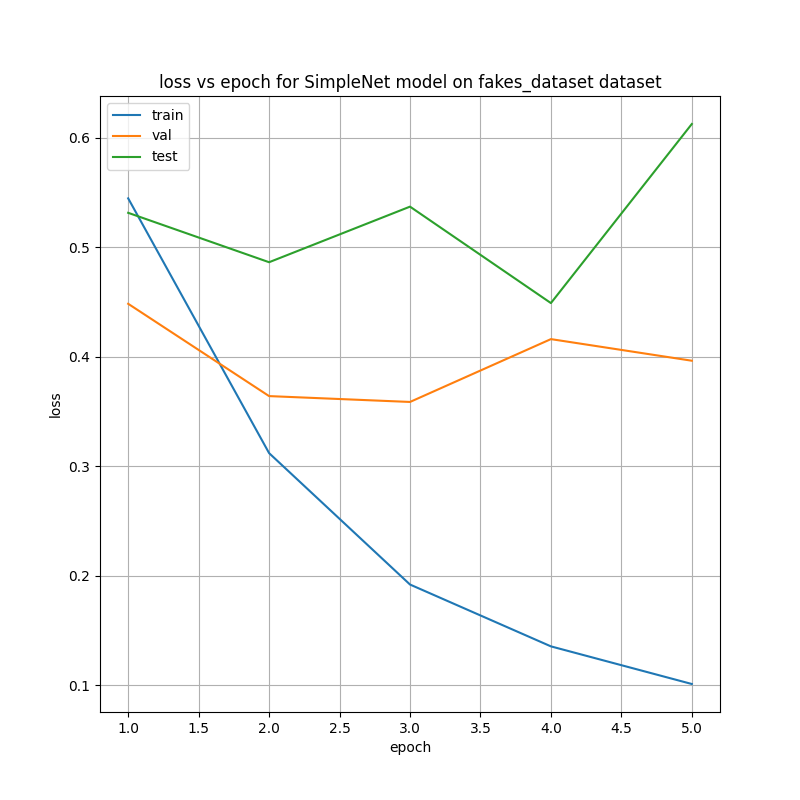 loss vs epoch for SimpleNet model on fakes_dataset dataset
train
val
test
0.6
0.5
0.4
0.3
0.2
0.1
loss
1.0 1.5 2.0 2.5 3.0 3.5 4.0 4.5 5.0
epoch